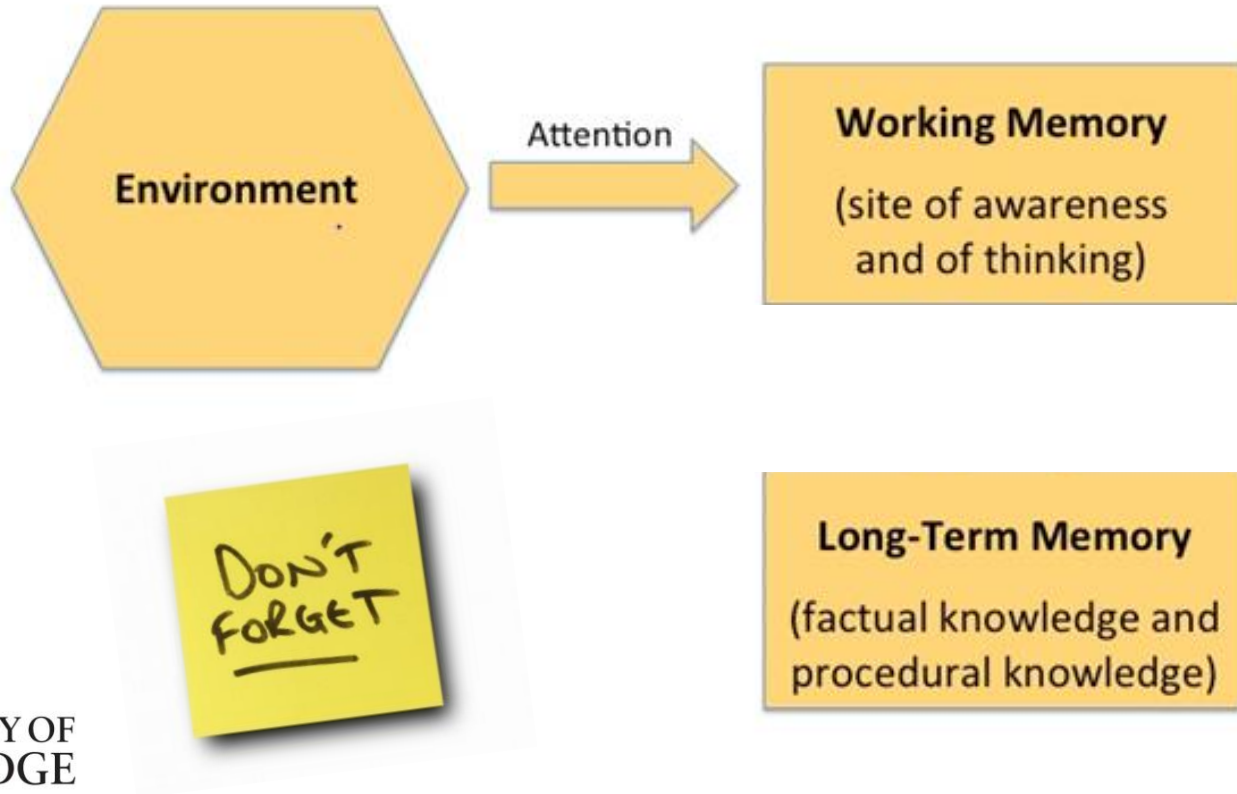 Environment
Attention
Working Memory
(site of awareness
and of thinking)
DON'T
FORGET
Long-Term Memory
(factual knowledge and
procedural knowledge)
Y OF
DGE